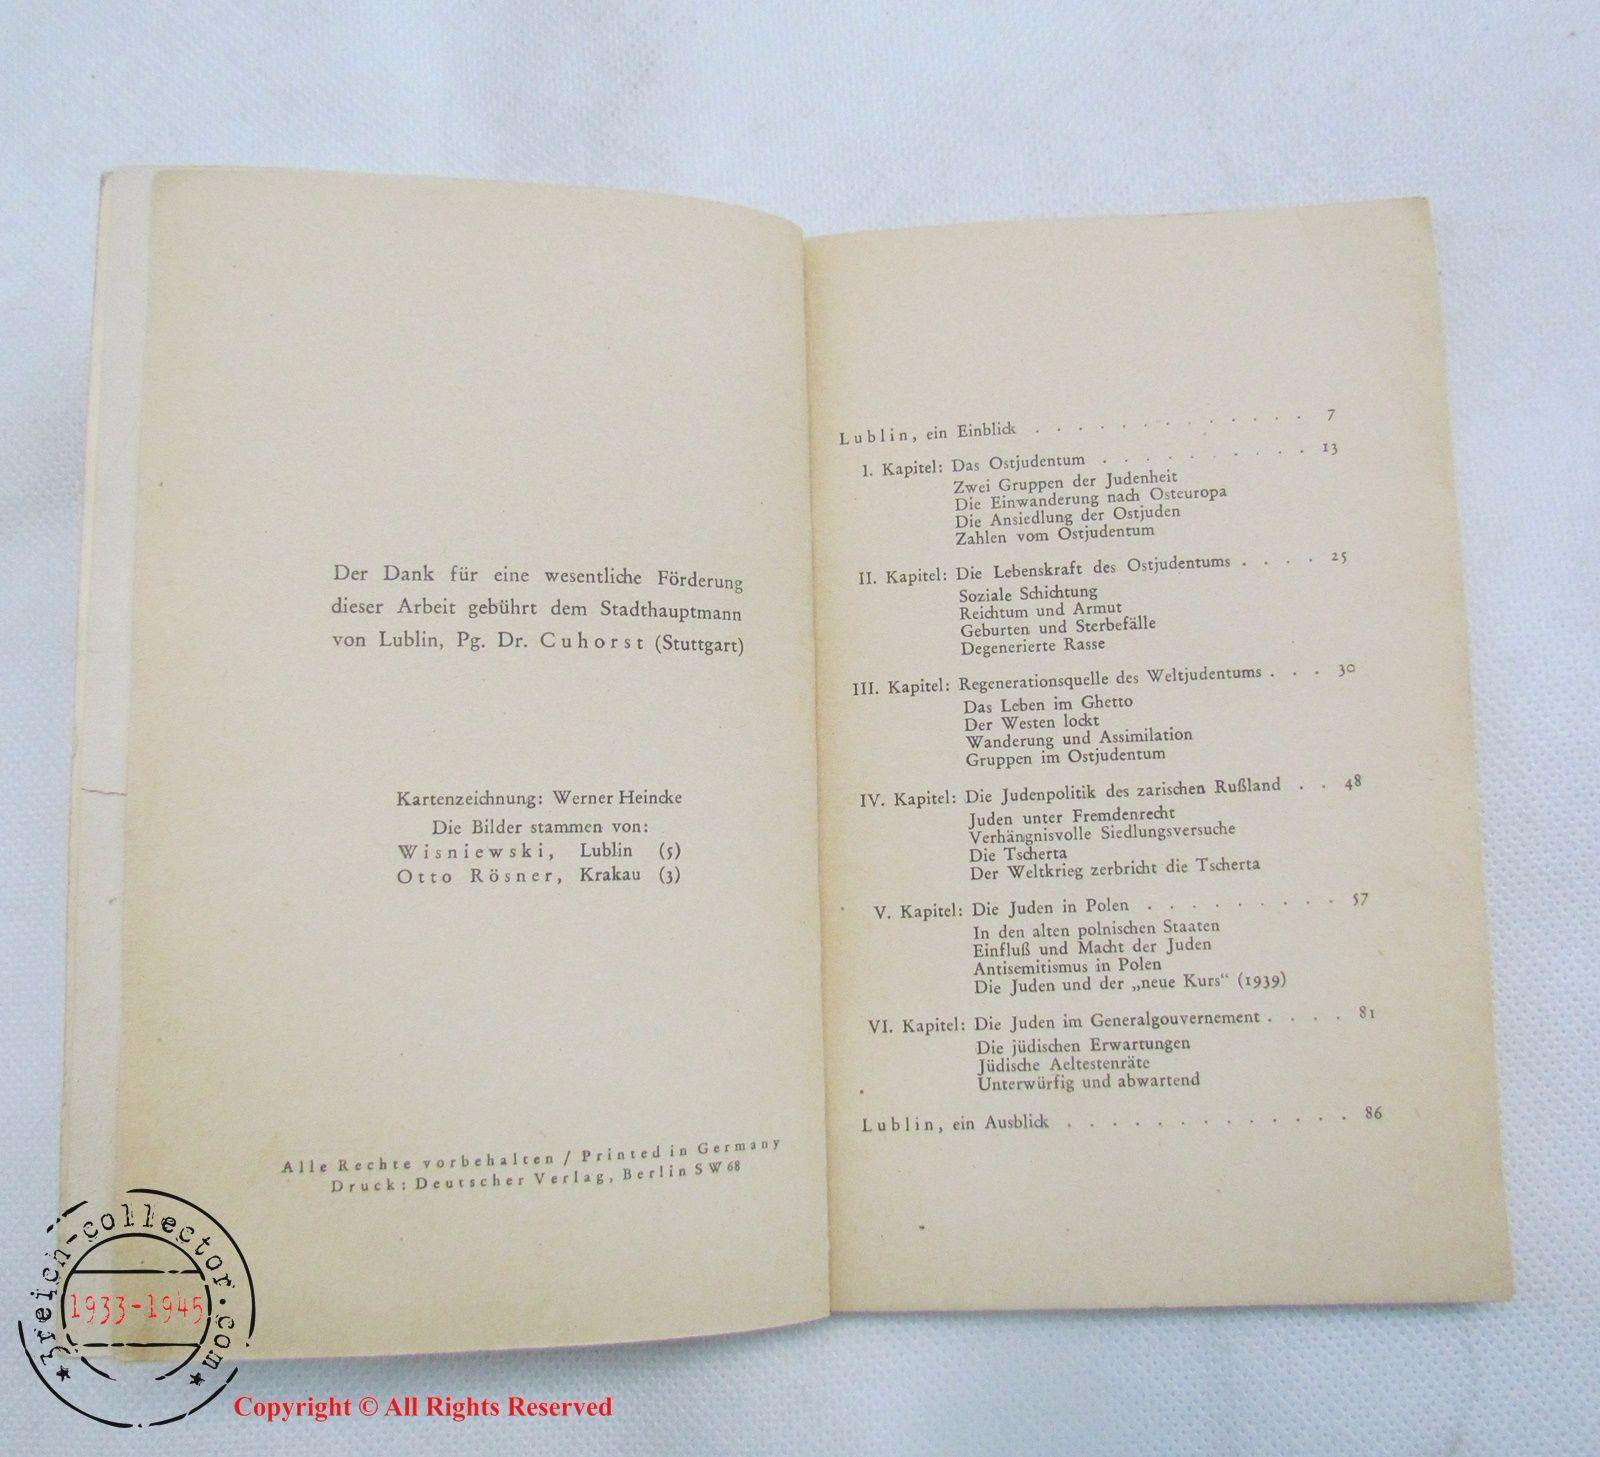 Der Dank für eine wesentliche Förderung
dieser Arbeit gebührt dem Stadthauptmann
von Lublin, Pg. Dr. Cuhorst (Stuttgart)
Kartenzeichnung: Werner Heincke
Die Bilder stammen von:
Wisniewski, Lublin (5)
Otto Rösner, Krakau (3)
Alle Rechte vorbehalten / Printed in Germany
Druck: Deutscher Verlag, Berlin SW 68
Lublin, ein Einblick . . . . . . . . . . . . . 7
I. Kapitel: Das Ostjudentum . . . . . . . . . . 13
Zwei Gruppen der Judenheit
Die Einwanderung nach Osteuropa
Die Ansiedlung der Ostjuden
Zahlen vom Ostjudentum
II. Kapitel: Die Lebenskraft des Ostjudentums . . . . 25
Soziale Schichtung
Reichtum und Armut
Geburten und Sterbefälle
Degenerierte Rasse
III. Kapitel: Regenerationsquelle des Weltjudentums . . . 30
Das Leben im Ghetto
Der Westen lockt
Wanderung und Assimilation
Gruppen im Ostjudentum
IV. Kapitel: Die Judenpolitik des zarischen Rußland . . 48
Juden unter Fremdenrecht
Verhängnisvolle Siedlungsversuche
Die Tscherta
Der Weltkrieg zerbricht die Tscherta
V. Kapitel: Die Juden in Polen . . . . . . . . . 57
In den alten polnischen Staaten
Einfluß und Macht der Juden
Antisemitismus in Polen
Die Juden und der „neue Kurs“ (1939)
VI. Kapitel: Die Juden im Generalgouvernement . . . . 81
Die jüdischen Erwartungen
Jüdische Aeltestenräte
Unterwürfig und abwartend
Lublin, ein Ausblick . . . . . . . . . . . . . 86
3reich-collector.com
1933-1945
Copyright © All Rights Reserved